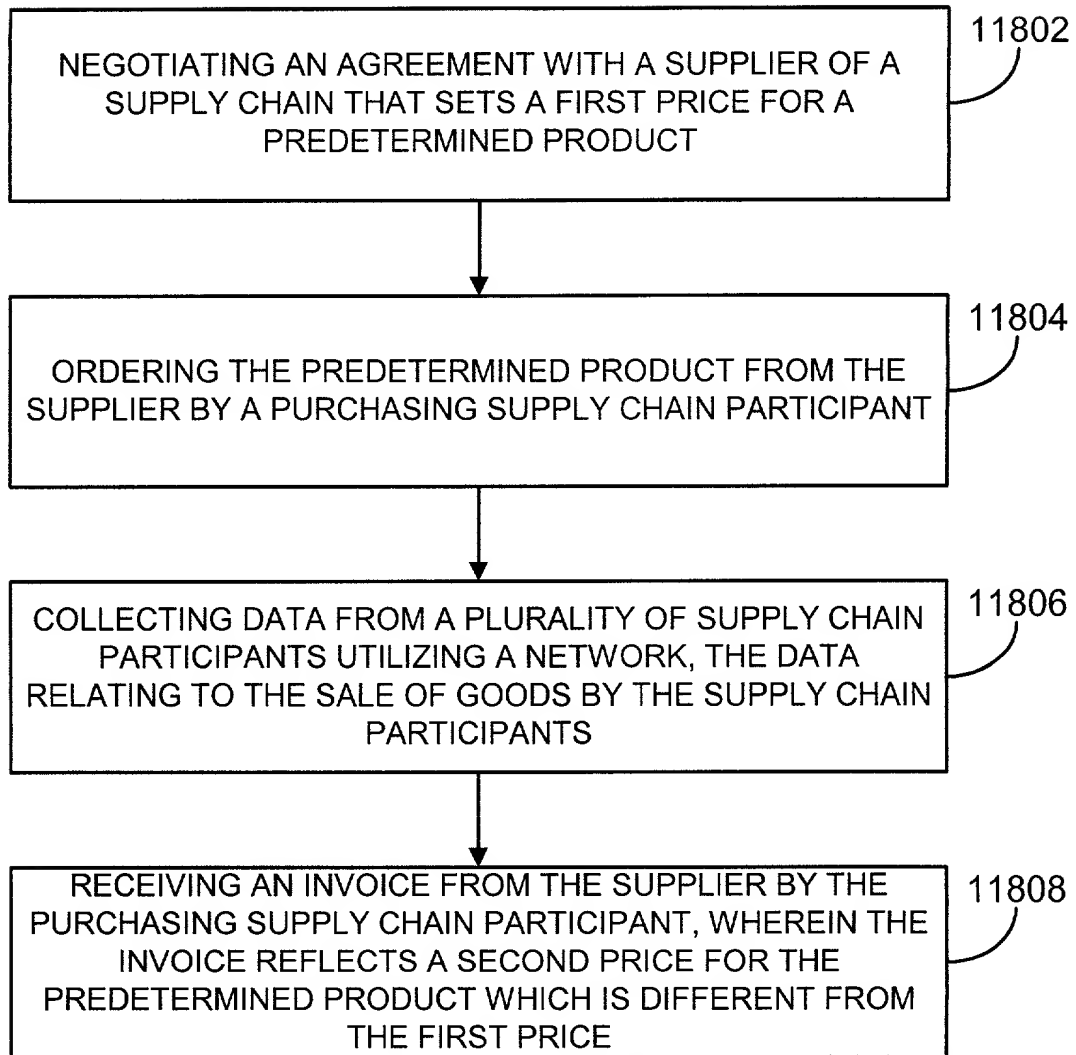 11802
NEGOTIATING AN AGREEMENT WITH A SUPPLIER OF A
SUPPLY CHAIN THAT SETS A FIRST PRICE FOR A
PREDETERMINED PRODUCT
11804
ORDERING THE PREDETERMINED PRODUCT FROM THE
SUPPLIER BY A PURCHASING SUPPLY CHAIN PARTICIPANT
11806
COLLECTING DATA FROM A PLURALITY OF SUPPLY CHAIN
PARTICIPANTS UTILIZING A NETWORK, THE DATA
RELATING TO THE SALE OF GOODS BY THE SUPPLY CHAIN
PARTICIPANTS
11808
RECEIVING AN INVOICE FROM THE SUPPLIER BY THE
PURCHASING SUPPLY CHAIN PARTICIPANT, WHEREIN THE
INVOICE REFLECTS A SECOND PRICE FOR THE
PREDETERMINED PRODUCT WHICH IS DIFFERENT FROM
THE FIRST PRICE